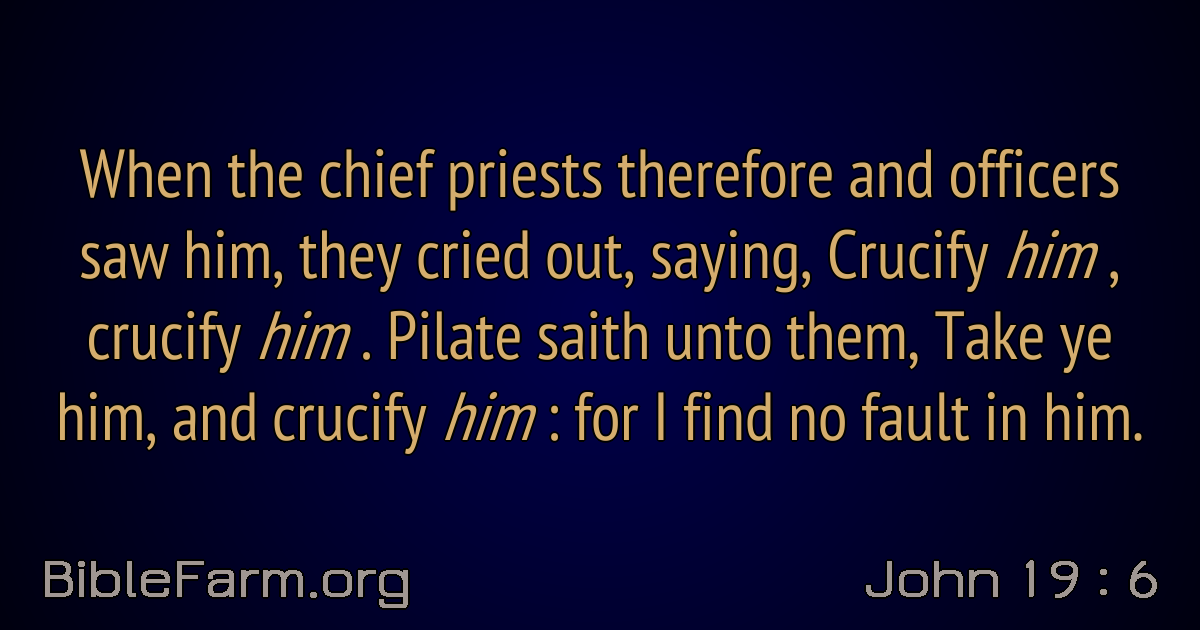 When the chief priests therefore and officers
saw him, they cried out, saying, Crucify him ,
crucify him . Pilate saith unto them, Take ye
him, and crucify him : for I find no fault in him.
BibleFarm.org
John 19 : 6